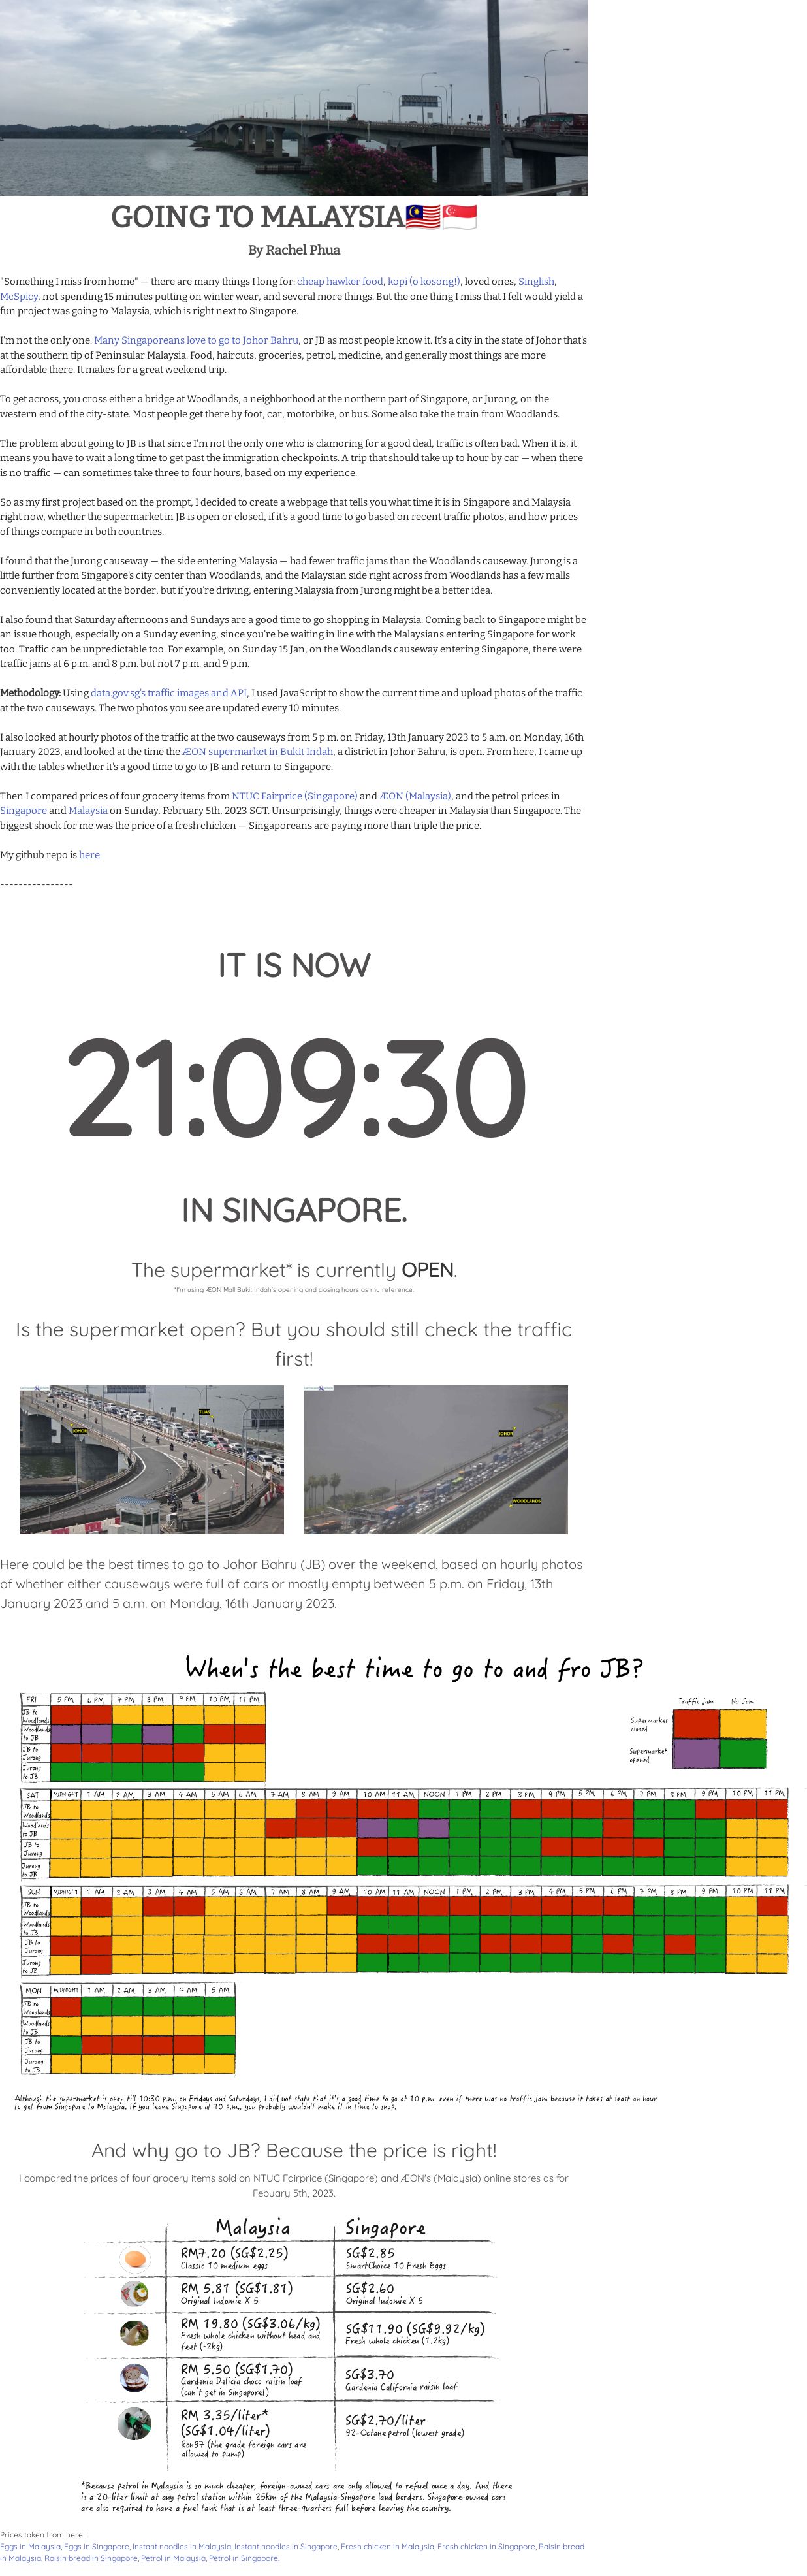 GOING TO MALAYSIA🇲🇾🇸🇬
By Rachel Phua
"Something I miss from home" — there are many things I long for: cheap hawker food, kopi (o kosong!), loved ones, Singlish,
McSpicy, not spending 15 minutes putting on winter wear, and several more things. But the one thing I miss that I felt would yield a
fun project was going to Malaysia, which is right next to Singapore.
I'm not the only one. Many Singaporeans love to go to Johor Bahru, or JB as most people know it. It's a city in the state of Johor that's
at the southern tip of Peninsular Malaysia. Food, haircuts, groceries, petrol, medicine, and generally most things are more
affordable there. It makes for a great weekend trip.
To get across, you cross either a bridge at Woodlands, a neighborhood at the northern part of Singapore, or Jurong, on the
western end of the city-state. Most people get there by foot, car, motorbike, or bus. Some also take the train from Woodlands.
The problem about going to JB is that since I'm not the only one who is clamoring for a good deal, traffic is often bad. When it is, it
means you have to wait a long time to get past the immigration checkpoints. A trip that should take up to hour by car — when there
is no traffic — can sometimes take three to four hours, based on my experience.
So as my first project based on the prompt, I decided to create a webpage that tells you what time it is in Singapore and Malaysia
right now, whether the supermarket in JB is open or closed, if it's a good time to go based on recent traffic photos, and how prices
of things compare in both countries.
I found that the Jurong causeway — the side entering Malaysia — had fewer traffic jams than the Woodlands causeway. Jurong is a
little further from Singapore's city center than Woodlands, and the Malaysian side right across from Woodlands has a few malls
conveniently located at the border, but if you're driving, entering Malaysia from Jurong might be a better idea.
I also found that Saturday afternoons and Sundays are a good time to go shopping in Malaysia. Coming back to Singapore might be
an issue though, especially on a Sunday evening, since you're be waiting in line with the Malaysians entering Singapore for work
too. Traffic can be unpredictable too. For example, on Sunday 15 Jan, on the Woodlands causeway entering Singapore, there were
traffic jams at 6 p.m. and 8 p.m. but not 7 p.m. and 9 p.m.
Methodology: Using data.gov.sg's traffic images and API, I used JavaScript to show the current time and upload photos of the traffic
at the two causeways. The two photos you see are updated every 10 minutes.
I also looked at hourly photos of the traffic at the two causeways from 5 p.m. on Friday, 13th January 2023 to 5 a.m. on Monday, 16th
January 2023, and looked at the time the ÆON supermarket in Bukit Indah, a district in Johor Bahru, is open. From here, I came up
with the tables whether it's a good time to go to JB and return to Singapore.
Then I compared prices of four grocery items from NTUC Fairprice (Singapore) and ÆON (Malaysia), and the petrol prices in
Singapore and Malaysia on Sunday, February 5th, 2023 SGT. Unsurprisingly, things were cheaper in Malaysia than Singapore. The
biggest shock for me was the price of a fresh chicken — Singaporeans are paying more than triple the price.
My github repo is here.
----------------
IT IS NOW
21:09:30
IN SINGAPORE.
The supermarket* is currently OPEN.
*I'm using ÆON Mall Bukit Indah's opening and closing hours as my reference.
Is the supermarket open? But you should still check the traffic
first!
TUAS
JOHOR
JOHOR
WOODLANDS
Here could be the best times to go to Johor Bahru (JB) over the weekend, based on hourly photos
of whether either causeways were full of cars or mostly empty between 5 p.m. on Friday, 13th
January 2023 and 5 a.m. on Monday, 16th January 2023.
When's the best time to go to and fro JB?
Traffic jam No Jam
Supermarket
closed
Supermarket
opened
FRI 5 PM 6 PM 7 PM 8 PM 9 PM 10 PM 11 PM
JB to
Woodlands
Woodlands
to JB
JB to
Jurong
Jurong
to JB
SAT MIDNIGHT 1 AM 2 AM 3 AM 4 AM 5 AM 6 AM 7 AM 8 AM 9 AM 10 AM 11 AM NOON 1 PM 2 PM 3 PM 4 PM 5 PM 6 PM 7 PM 8 PM 9 PM 10 PM 11 PM
JB to
Woodlands
Woodlands
to JB
JB to
Jurong
Jurong
to JB
SUN MIDNIGHT 1 AM 2 AM 3 AM 4 AM 5 AM 6 AM 7 AM 8 AM 9 AM 10 AM 11 AM NOON 1 PM 2 PM 3 PM 4 PM 5 PM 6 PM 7 PM 8 PM 9 PM 10 PM 11 PM
JB to
Woodlands
Woodlands
to JB
JB to
Jurong
Jurong
to JB
MON MIDNIGHT 1 AM 2 AM 3 AM 4 AM 5 AM
JB to
Woodlands
Woodlands
to JB
JB to
Jurong
Jurong
to JB
Although the supermarket is open till 10:30 p.m. on Fridays and Saturdays, I did not state that it's a good time to go at 10 p.m. even if there was no traffic jam because it takes at least an hour
to get from Singapore to Malaysia. If you leave Singapore at 10 p.m., you probably wouldn't make it in time to shop.
And why go to JB? Because the price is right!
I compared the prices of four grocery items sold on NTUC Fairprice (Singapore) and ÆON's (Malaysia) online stores as for
Febuary 5th, 2023.
Malaysia Singapore
RM7.20 (SG$2.25) SG$2.85
Classic 10 medium eggs SmartChoice 10 Fresh Eggs
RM 5.81 (SG$1.81) SG$2.60
Original Indomie X 5 Original Indomie X 5
RM 19.80 (SG$3.06/kg) SG$11.90 (SG$9.92/kg)
Fresh whole chicken without head and Fresh whole chicken (1.2kg)
feet (~2kg)
RM 5.50 (SG$1.70) SG$3.70
Gardenia Delicia choco raisin loaf Gardenia California raisin loaf
(can't get in Singapore!)
RM 3.35/liter* SG$2.70/liter
(SG$1.04/liter) 92-Octane petrol (lowest grade)
Ron97 (the grade foreign cars are
allowed to pump)
*Because petrol in Malaysia is so much cheaper, foreign-owned cars are only allowed to refuel once a day. And there
is a 20-liter limit at any petrol station within 25km of the Malaysia-Singapore land borders. Singapore-owned cars
are also required to have a fuel tank that is at least three-quarters full before leaving the country.
Prices taken from here:
Eggs in Malaysia, Eggs in Singapore, Instant noodles in Malaysia, Instant noodles in Singapore, Fresh chicken in Malaysia, Fresh chicken in Singapore, Raisin bread
in Malaysia, Raisin bread in Singapore, Petrol in Malaysia, Petrol in Singapore.